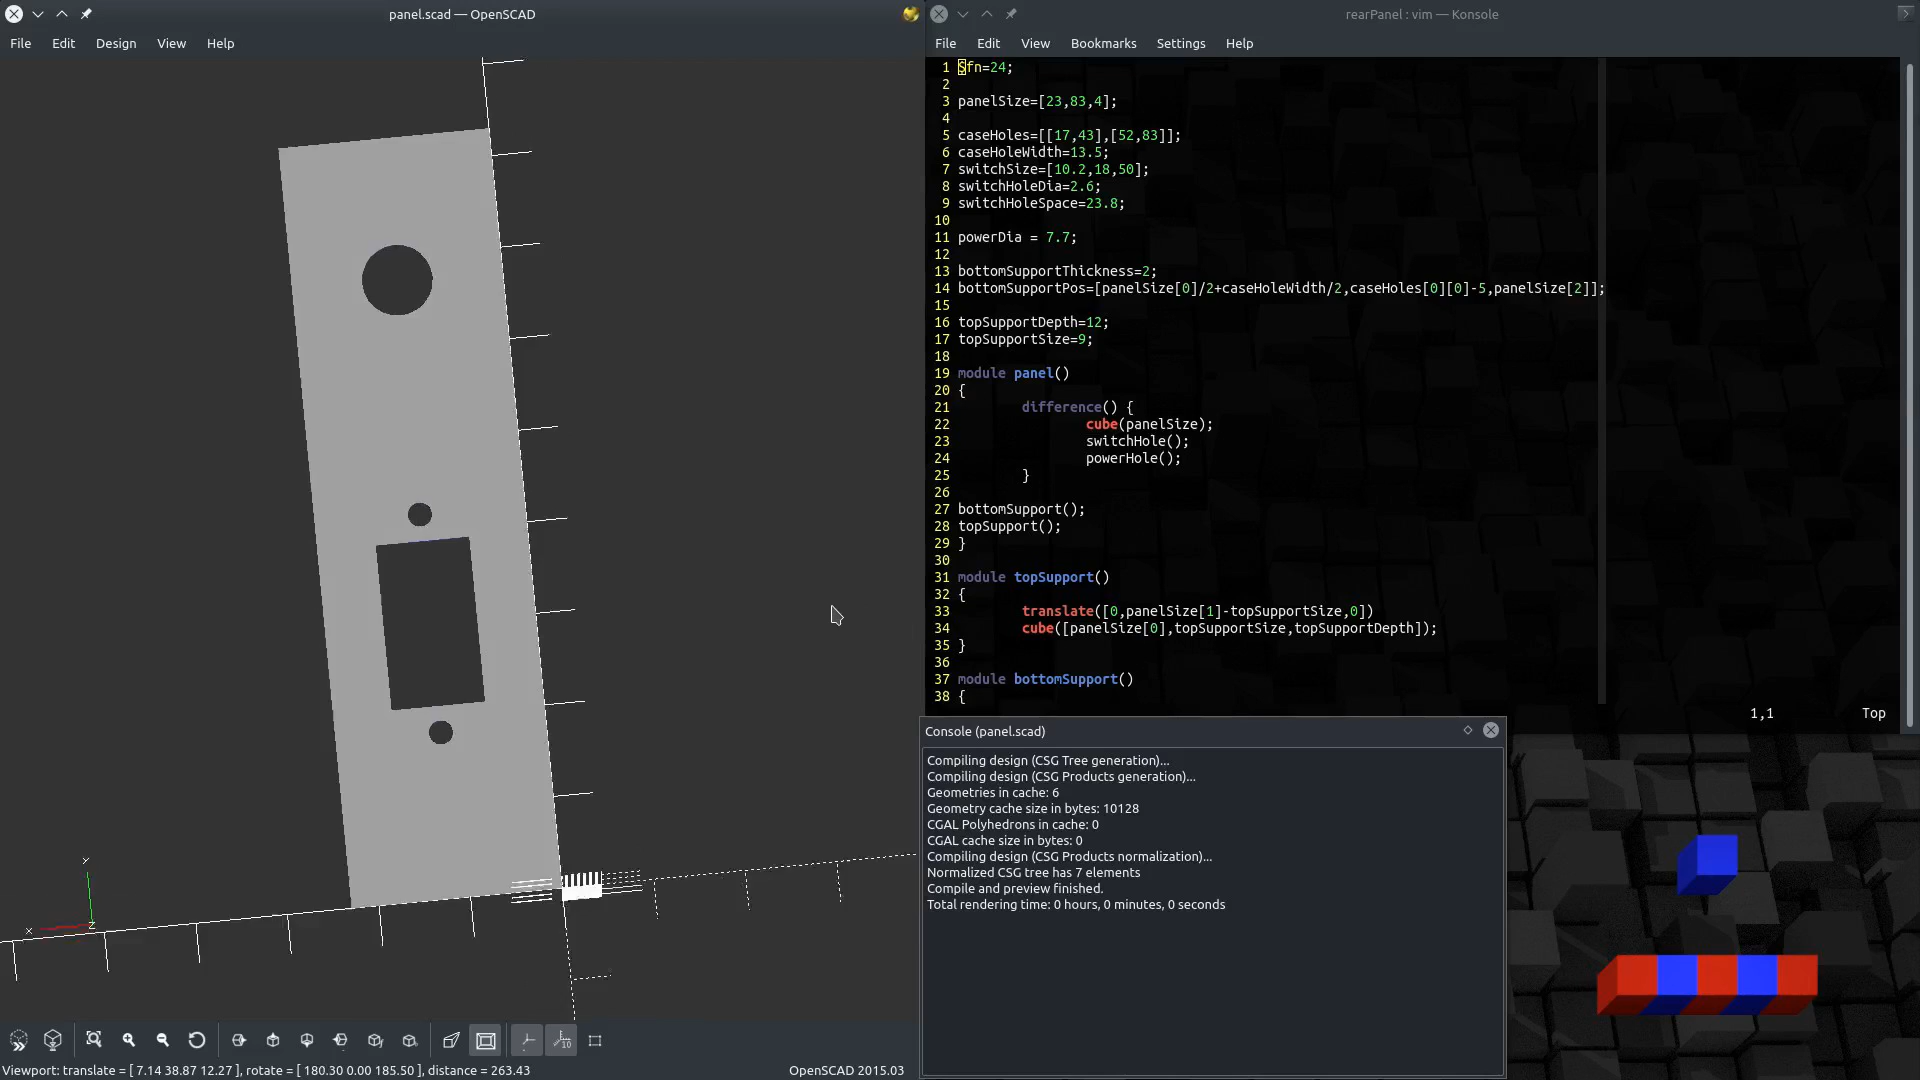 panel.scad — OpenSCAD
File Edit Design View Help
y
x
z
10
Viewport: translate = [ 7.14 38.87 12.27 ], rotate = [ 180.30 0.00 185.50 ], distance = 263.43
OpenSCAD 2015.03
rearPanel : vim — Konsole
File Edit View Bookmarks Settings Help
1 $fn=24;
2
3 panelSize=[23,83,4];
4
5 caseHoles=[[17,43],[52,83]];
6 caseHoleWidth=13.5;
7 switchSize=[10.2,18,50];
8 switchHoleDia=2.6;
9 switchHoleSpace=23.8;
10
11 powerDia = 7.7;
12
13 bottomSupportThickness=2;
14 bottomSupportPos=[panelSize[0]/2+caseHoleWidth/2,caseHoles[0][0]-5,panelSize[2]];
15
16 topSupportDepth=12;
17 topSupportSize=9;
18
19 module panel()
20 {
21 difference() {
22 cube(panelSize);
23 switchHole();
24 powerHole();
25 }
26
27 bottomSupport();
28 topSupport();
29 }
30
31 module topSupport()
32 {
33 translate([0,panelSize[1]-topSupportSize,0])
34 cube([panelSize[0],topSupportSize,topSupportDepth]);
35 }
36
37 module bottomSupport()
38 {
1,1 Top
Console (panel.scad)
Compiling design (CSG Tree generation)...
Compiling design (CSG Products generation)...
Geometries in cache: 6
Geometry cache size in bytes: 10128
CGAL Polyhedrons in cache: 0
CGAL cache size in bytes: 0
Compiling design (CSG Products normalization)...
Normalized CSG tree has 7 elements
Compile and preview finished.
Total rendering time: 0 hours, 0 minutes, 0 seconds